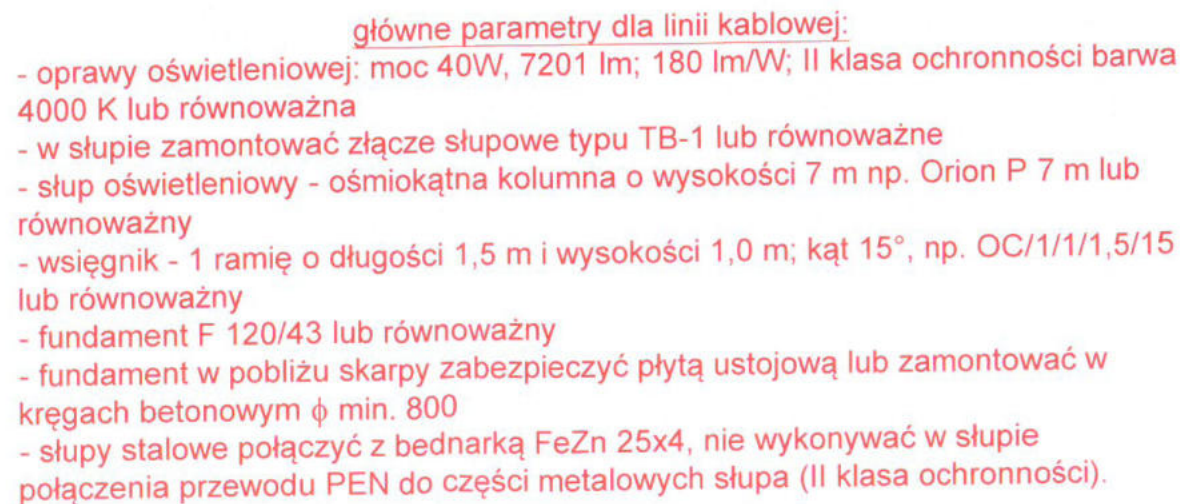 główne parametry dla linii kablowej:
- oprawy oświetleniowej: moc 40W, 7201 lm; 180 lm/W; II klasa ochronności barwa
4000 K lub równoważna
- w słupie zamontować złącze słupowe typu TB-1 lub równoważne
- słup oświetleniowy - ośmiokątna kolumna o wysokości 7 m np. Orion P 7 m lub
równoważny
- wsięgnik - 1 ramię o długości 1,5 m i wysokości 1,0 m; kąt 15°, np. OC/1/1/1,5/15
lub równoważny
- fundament F 120/43 lub równoważny
- fundament w pobliżu skarpy zabezpieczyć płytą ustojową lub zamontować w
kręgach betonowym ϕ min. 800
- słupy stalowe połączyć z bednarką FeZn 25x4, nie wykonywać w słupie
połączenia przewodu PEN do części metalowych słupa (II klasa ochronności).